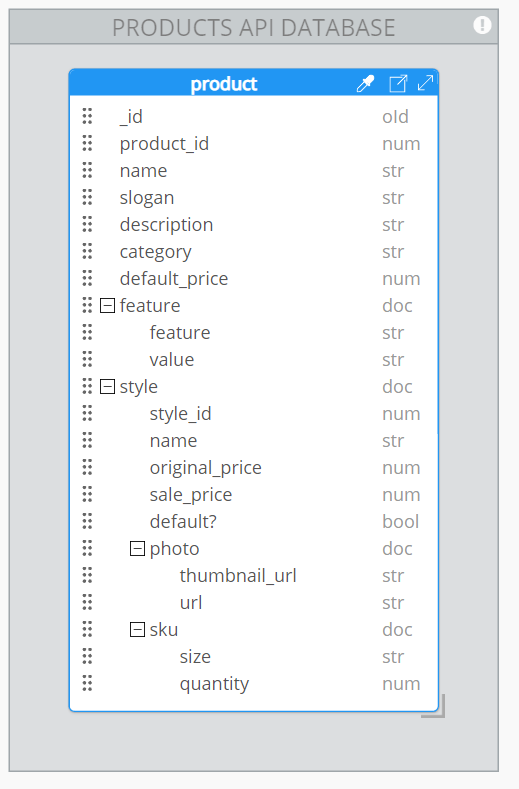 PRODUCTS API DATABASE
product
_id oId
product_id num
name str
slogan str
description str
category str
default_price num
feature doc
feature str
value str
style doc
style_id num
name str
original_price num
sale_price num
default? bool
photo doc
thumbnail_url str
url str
sku doc
size str
quantity num